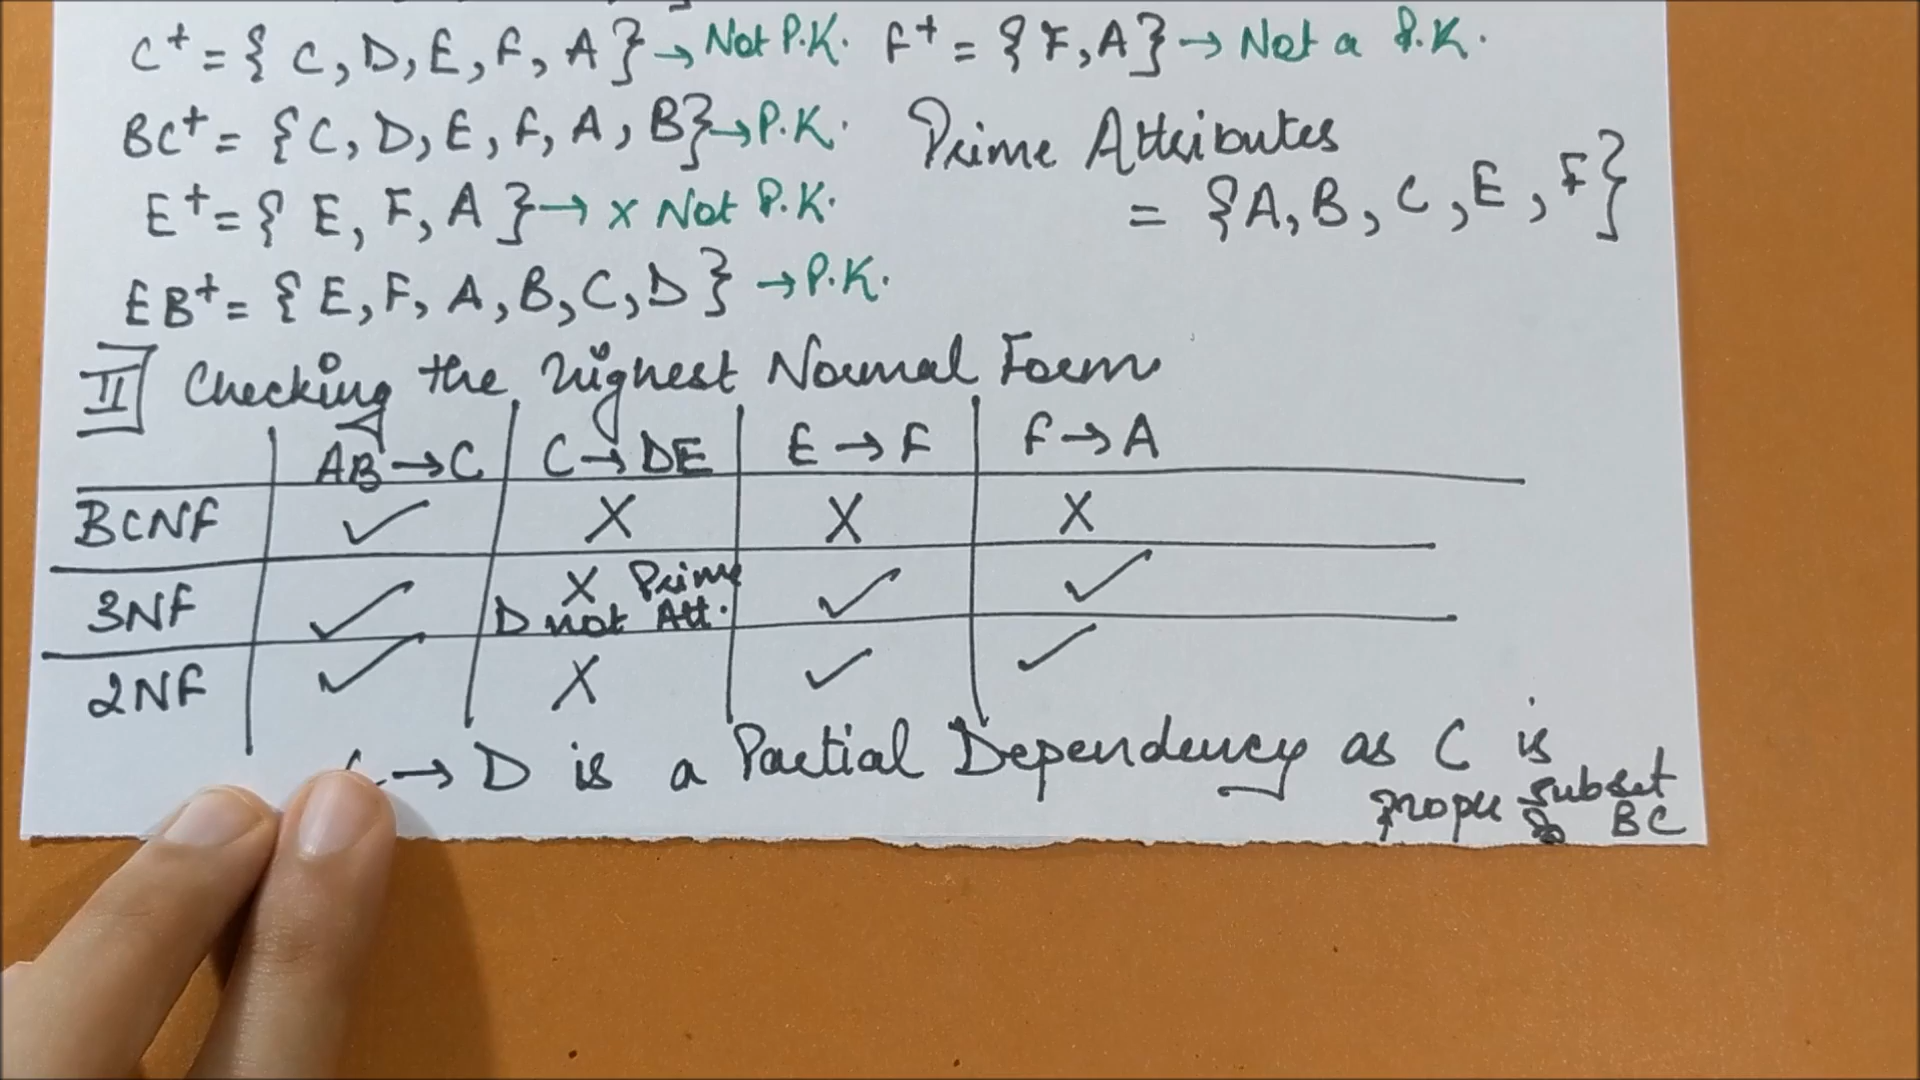 C⁺ = { C, D, E, F, A } → Not P.K. F⁺ = { F, A } → Not a P.K.
BC⁺ = { C, D, E, F, A, B } → P.K.
E⁺ = { E, F, A } → x Not P.K.
EB⁺ = { E, F, A, B, C, D } → P.K.
Prime Attributes
= { A, B, C, E, F }
II Checking the highest Normal Form
AB → C C → DE E → F F → A
BCNF ✓ X X X
3NF ✓ X Prime ✓ ✓
D not Att.
2NF ✓ X ✓ ✓
→ D is a Partial Dependency as C is
subset
BC